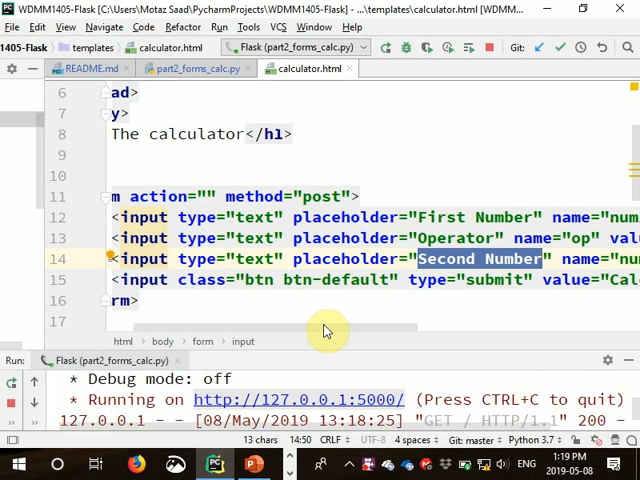 WDMM1405-Flask [C:\Users\Motaz Saad\PycharmProjects\WDMM1405-Flask] - ...\templates\calculator.html [WDMM...
File Edit View Navigate Code Refactor Run Tools VCS Window Help
1405-Flask templates calculator.html Flask (part2_forms_calc.py) Git:
README.md part2_forms_calc.py calculator.html
6 ad>
7 y>
8 The calculator</h1>
9
10
11 m action="" method="post">
12 <input type="text" placeholder="First Number" name="num
13 <input type="text" placeholder="Operator" name="op" valu
14 <input type="text" placeholder="Second Number" name="nu
15 <input class="btn btn-default" type="submit" value="Calc
16 rm>
17
html body form input
Run: Flask (part2_forms_calc.py)
* Debug mode: off
* Running on http://127.0.0.1:5000/ (Press CTRL+C to quit)
127.0.0.1 - - [08/May/2019 13:18:25] "GET / HTTP/1.1" 200 -
13 chars 14:50 CRLF UTF-8 4 spaces Git: master Python 3.7
ENG 1:19 PM
2019-05-08